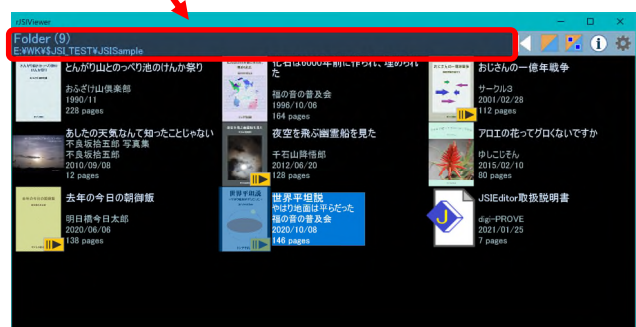 rJSIViewer
Folder (9)
E:¥WK¥$JSI_TEST¥JSISample
とんがり山とのっぺり池のけんか祭り
おふざけ山倶楽部
1990/11
228 pages
化石は6000年前に作られ、埋められ
た
福の音の普及会
1996/10/06
164 pages
おじさんの一億年戦争
サークル3
2001/02/28
112 pages
あしたの天気なんて知ったことじゃない
不良坂拾五郎 写真集
不良坂拾五郎
2010/09/08
12 pages
夜空を飛ぶ幽霊船を見た
千石山降悟郎
2012/06/20
128 pages
アロエの花ってグロくないですか
ゆしこじそん
2015/02/10
80 pages
去年の今日の朝御飯
去年の今日の朝御飯
明日橋今日太郎
2020/06/06
138 pages
世界平坦説
世界平坦説
やはり地面は平らだった
福の音の普及会
2020/10/08
146 pages
JSIEditor取扱説明書
digi-PROVE
2021/01/25
7 pages